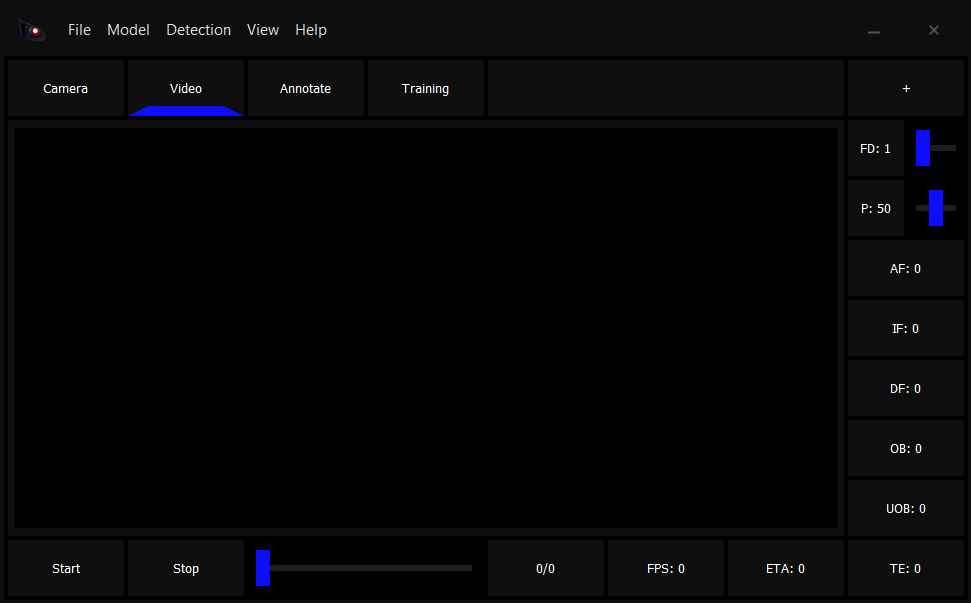 File Model Detection View Help
Camera Video Annotate Training +
FD: 1
P: 50
AF: 0
IF: 0
DF: 0
OB: 0
UOB: 0
Start Stop 0/0 FPS: 0 ETA: 0 TE: 0